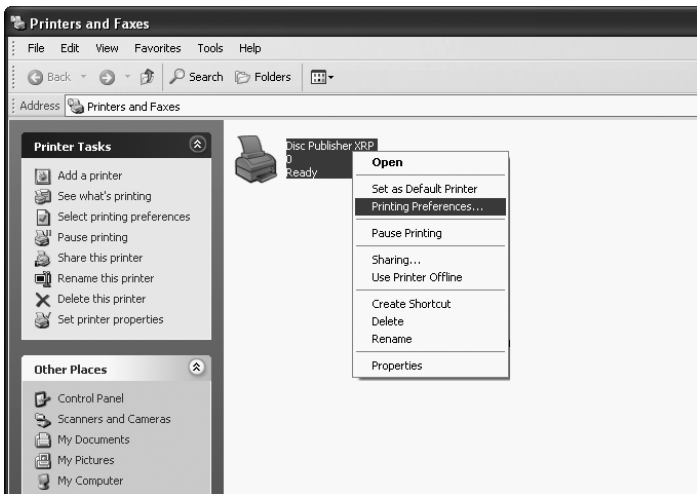 Printers and Faxes
File Edit View Favorites Tools Help
Back Search Folders
Address Printers and Faxes
Printer Tasks
Add a printer
See what's printing
Select printing preferences
Pause printing
Share this printer
Rename this printer
Delete this printer
Set printer properties
Other Places
Control Panel
Scanners and Cameras
My Documents
My Pictures
My Computer
Disc Publisher XRP
0
Ready
Open
Set as Default Printer
Printing Preferences...
Pause Printing
Sharing...
Use Printer Offline
Create Shortcut
Delete
Rename
Properties